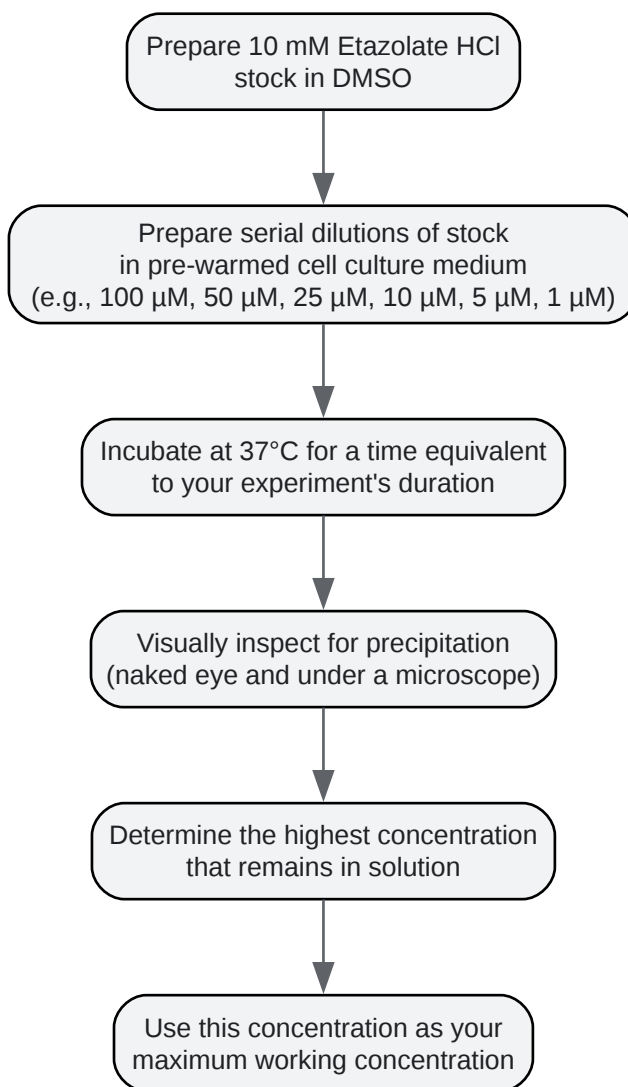 Prepare 10 mM Etazolate HCl
stock in DMSO
Prepare serial dilutions of stock
in pre-warmed cell culture medium
(e.g., 100 µM, 50 µM, 25 µM, 10 µM, 5 µM, 1 µM)
Incubate at 37°C for a time equivalent
to your experiment's duration
Visually inspect for precipitation
(naked eye and under a microscope)
Determine the highest concentration
that remains in solution
Use this concentration as your
maximum working concentration